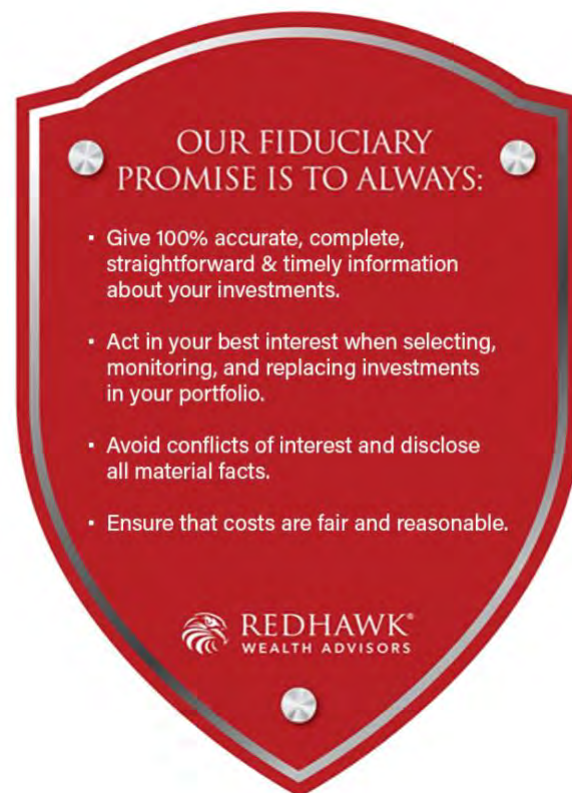 OUR FIDUCIARY
PROMISE IS TO ALWAYS:
▪ Give 100% accurate, complete,
straightforward & timely information
about your investments.
▪ Act in your best interest when selecting,
monitoring, and replacing investments
in your portfolio.
▪ Avoid conflicts of interest and disclose
all material facts.
▪ Ensure that costs are fair and reasonable.
REDHAWK®
WEALTH ADVISORS